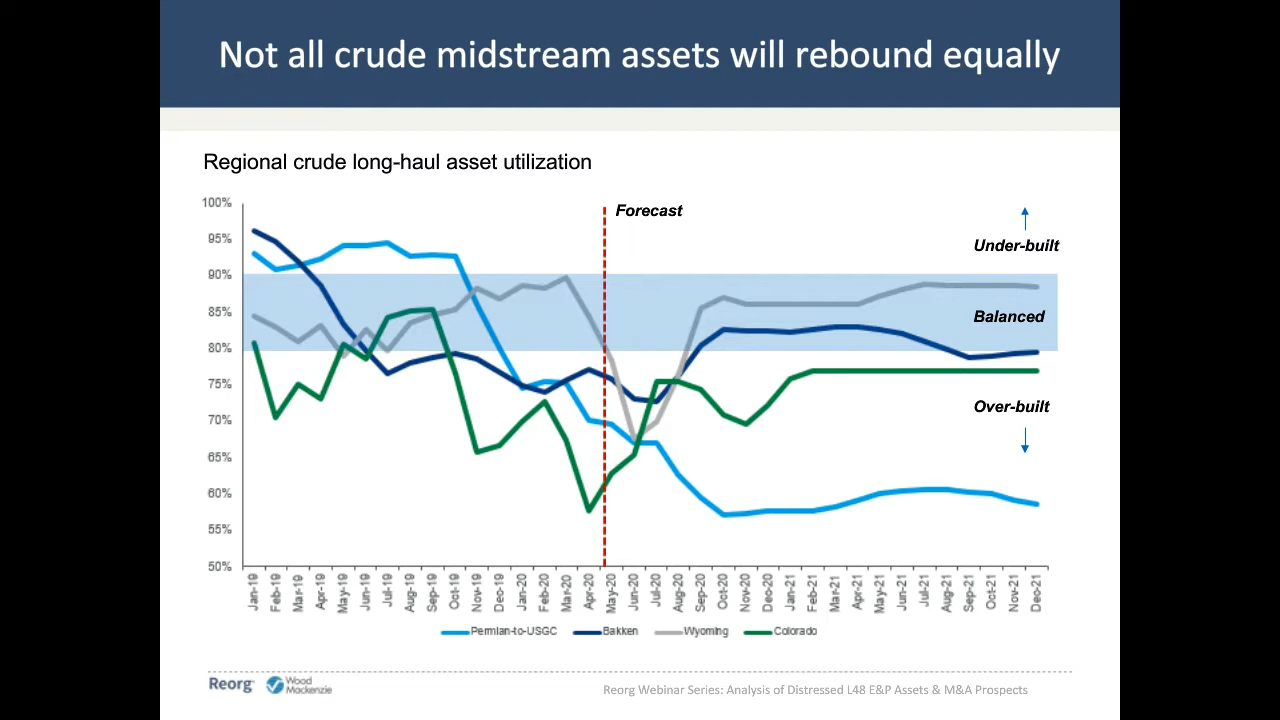 Not all crude midstream assets will rebound equally
Regional crude long-haul asset utilization
100%
95%
90%
85%
80%
75%
70%
65%
60%
55%
50%
Forecast
Under-built
Balanced
Over-built
Jan-19
Feb-19
Mar-19
Apr-19
May-19
Jun-19
Jul-19
Aug-19
Sep-19
Oct-19
Nov-19
Dec-19
Jan-20
Feb-20
Mar-20
Apr-20
May-20
Jun-20
Jul-20
Aug-20
Sep-20
Oct-20
Nov-20
Dec-20
Jan-21
Feb-21
Mar-21
Apr-21
May-21
Jun-21
Jul-21
Aug-21
Sep-21
Oct-21
Nov-21
Dec-21
Permian-to-USGC Bakken Wyoming Colorado
Reorg
Wood
Mackenzie
Reorg Webinar Series: Analysis of Distressed L48 E&P Assets & M&A Prospects